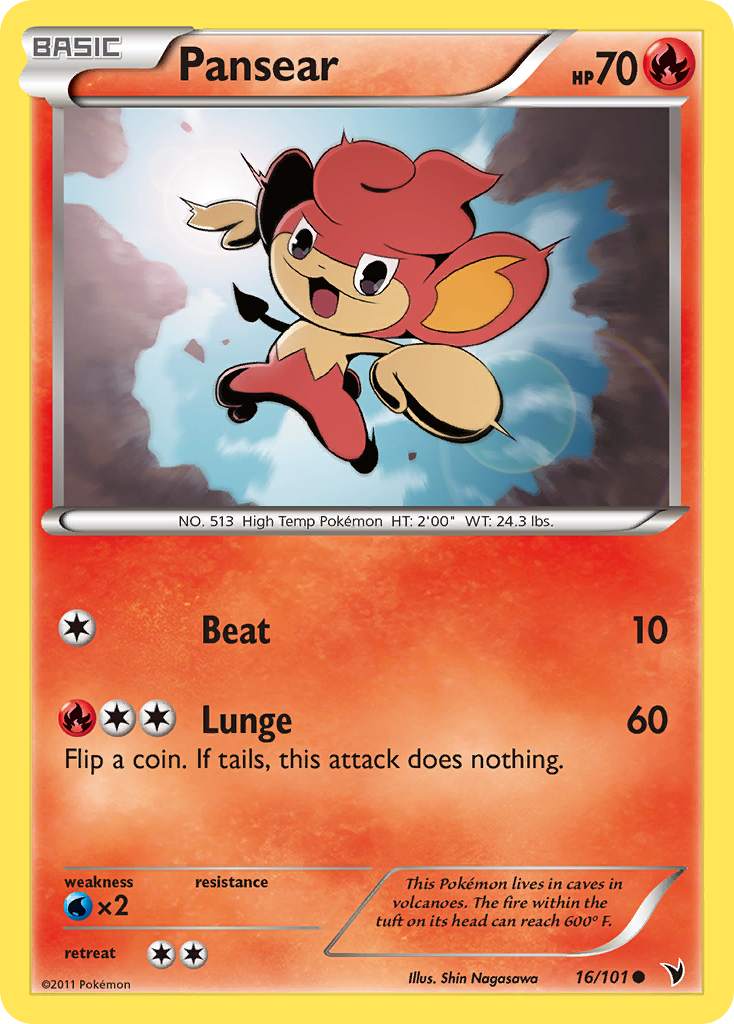 BASIC
Pansear
HP70
NO. 513 High Temp Pokémon HT: 2'00" WT: 24.3 lbs.
Beat 10
Lunge 60
Flip a coin. If tails, this attack does nothing.
weakness resistance
×2
retreat
This Pokémon lives in caves in
volcanoes. The fire within the
tuft on its head can reach 600º F.
©2011 Pokémon
Illus. Shin Nagasawa 16/101